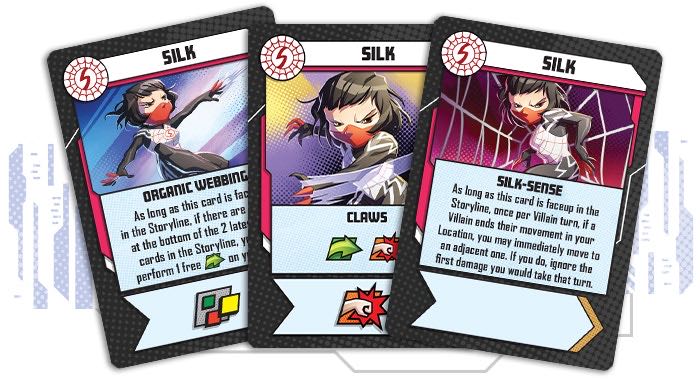 SILK
ORGANIC WEBBING
As long as this card is
in the Storyline, if there are
at the bottom of the 2
cards in the Storyline,
perform 1 free on
SILK
CLAWS
SILK
SILK-SENSE
As long as this card is faceup in the
Storyline, once per Villain turn, if a
Villain ends their movement in your
Location, you may immediately move to
an adjacent one. If you do, ignore the
first damage you would take that turn.